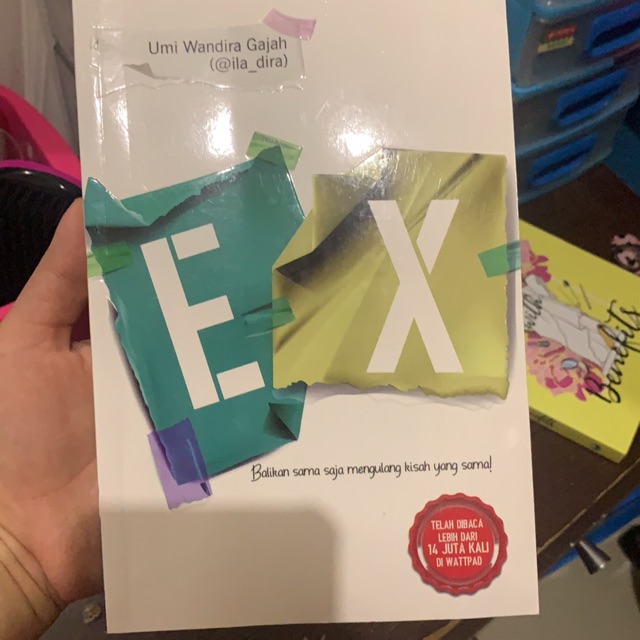 Umi Wandira Gajah
(@ila_dira)
EX
Balikan sama saja mengulang kisah yang sama!
TELAH DIBACA
LEBIH DARI
14 JUTA KALI
DI WATTPAD
with
Benefits